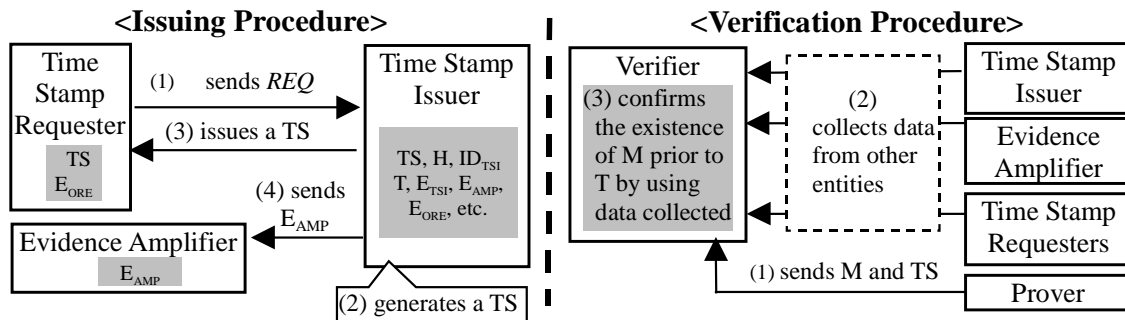 <Issuing Procedure>
Time
Stamp
Requester
TS
E_ORE
(1) sends REQ
(3) issues a TS
(4) sends
E_AMP
Time Stamp
Issuer
TS, H, ID_TSI
T, E_TSI, E_AMP,
E_ORE, etc.
Evidence Amplifier
E_AMP
(2) generates a TS
<Verification Procedure>
Verifier
(3) confirms
the existence
of M prior to
T by using
data collected
(2)
collects data
from other
entities
Time Stamp
Issuer
Evidence
Amplifier
Time Stamp
Requesters
(1) sends M and TS
Prover